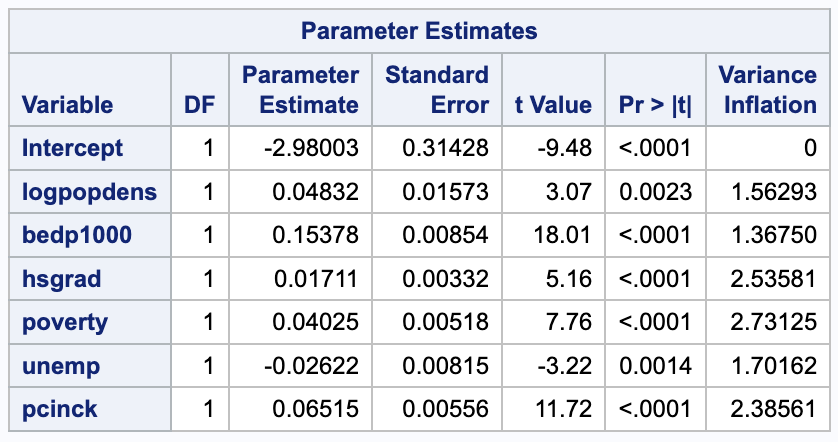 Parameter Estimates
Variable DF Parameter Estimate Standard Error t Value Pr > |t| Variance Inflation
Intercept 1 -2.98003 0.31428 -9.48 <.0001 0
logpopdens 1 0.04832 0.01573 3.07 0.0023 1.56293
bedp1000 1 0.15378 0.00854 18.01 <.0001 1.36750
hsgrad 1 0.01711 0.00332 5.16 <.0001 2.53581
poverty 1 0.04025 0.00518 7.76 <.0001 2.73125
unemp 1 -0.02622 0.00815 -3.22 0.0014 1.70162
pcinck 1 0.06515 0.00556 11.72 <.0001 2.38561